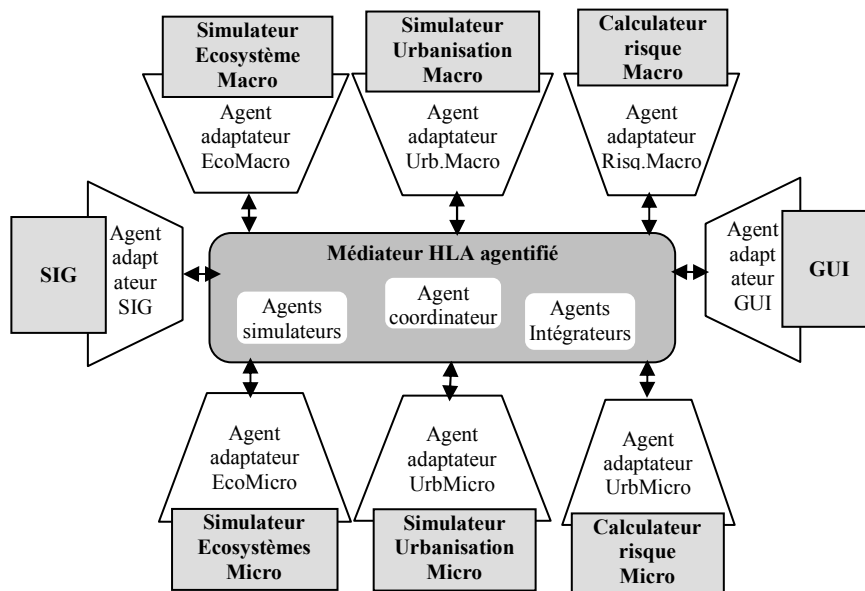 Simulateur
Ecosystème
Macro
Simulateur
Urbanisation
Macro
Calculateur
risque
Macro
Agent
adaptateur
EcoMacro
Agent
adaptateur
Urb.Macro
Agent
adaptateur
Risq.Macro
SIG
Agent
adapt
ateur
SIG
Médiateur HLA agentifié
Agents
simulateurs
Agent
coordinateur
Agents
Intégrateurs
Agent
adapt
ateur
GUI
GUI
Agent
adaptateur
EcoMicro
Agent
adaptateur
UrbMicro
Agent
adaptateur
UrbMicro
Simulateur
Ecosystèmes
Micro
Simulateur
Urbanisation
Micro
Calculateur
risque
Micro